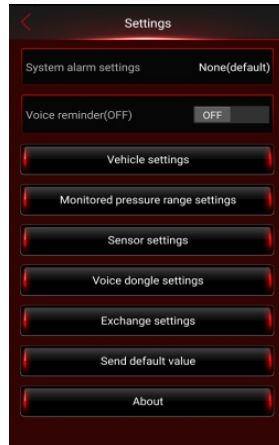 Settings
System alarm settings None(default)
Voice reminder(OFF) OFF
Vehicle settings
Monitored pressure range settings
Sensor settings
Voice dongle settings
Exchange settings
Send default value
About